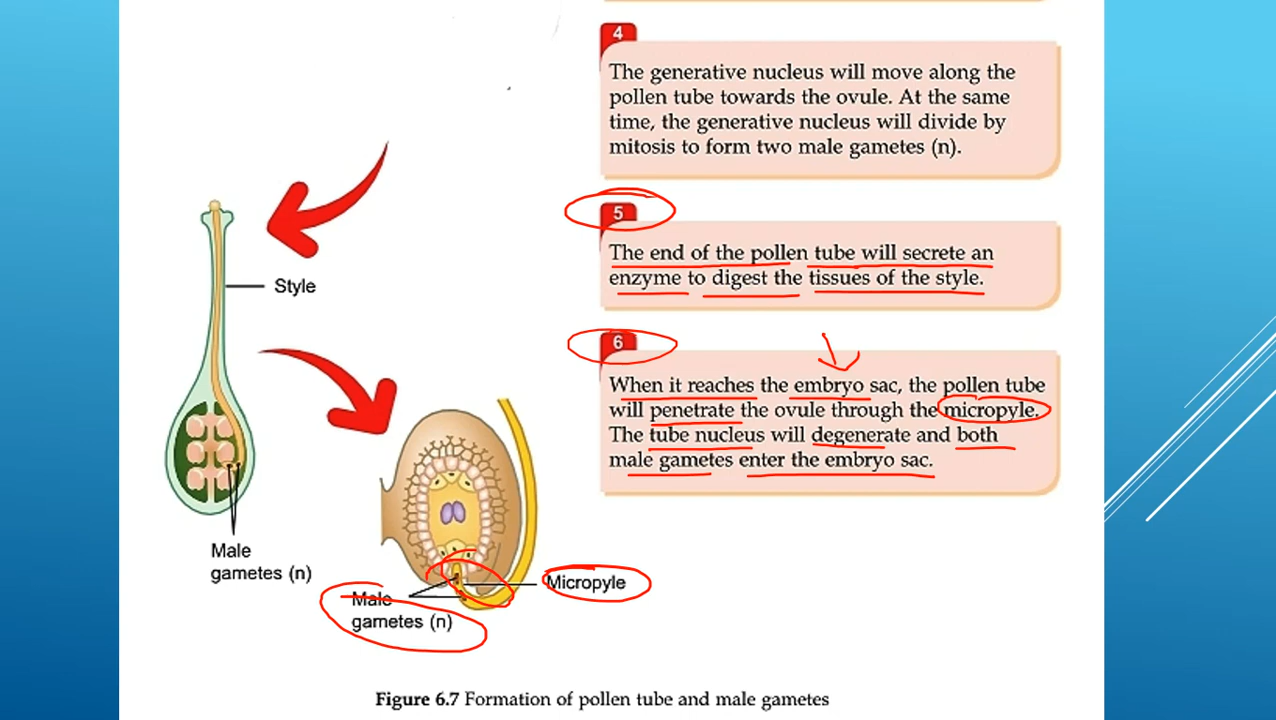 4
The generative nucleus will move along the
pollen tube towards the ovule. At the same
time, the generative nucleus will divide by
mitosis to form two male gametes (n).
5
The end of the pollen tube will secrete an
enzyme to digest the tissues of the style.
6
When it reaches the embryo sac, the pollen tube
will penetrate the ovule through the micropyle.
The tube nucleus will degenerate and both
male gametes enter the embryo sac.
Style
Male
gametes (n)
Micropyle
Male
gametes (n)
Figure 6.7 Formation of pollen tube and male gametes